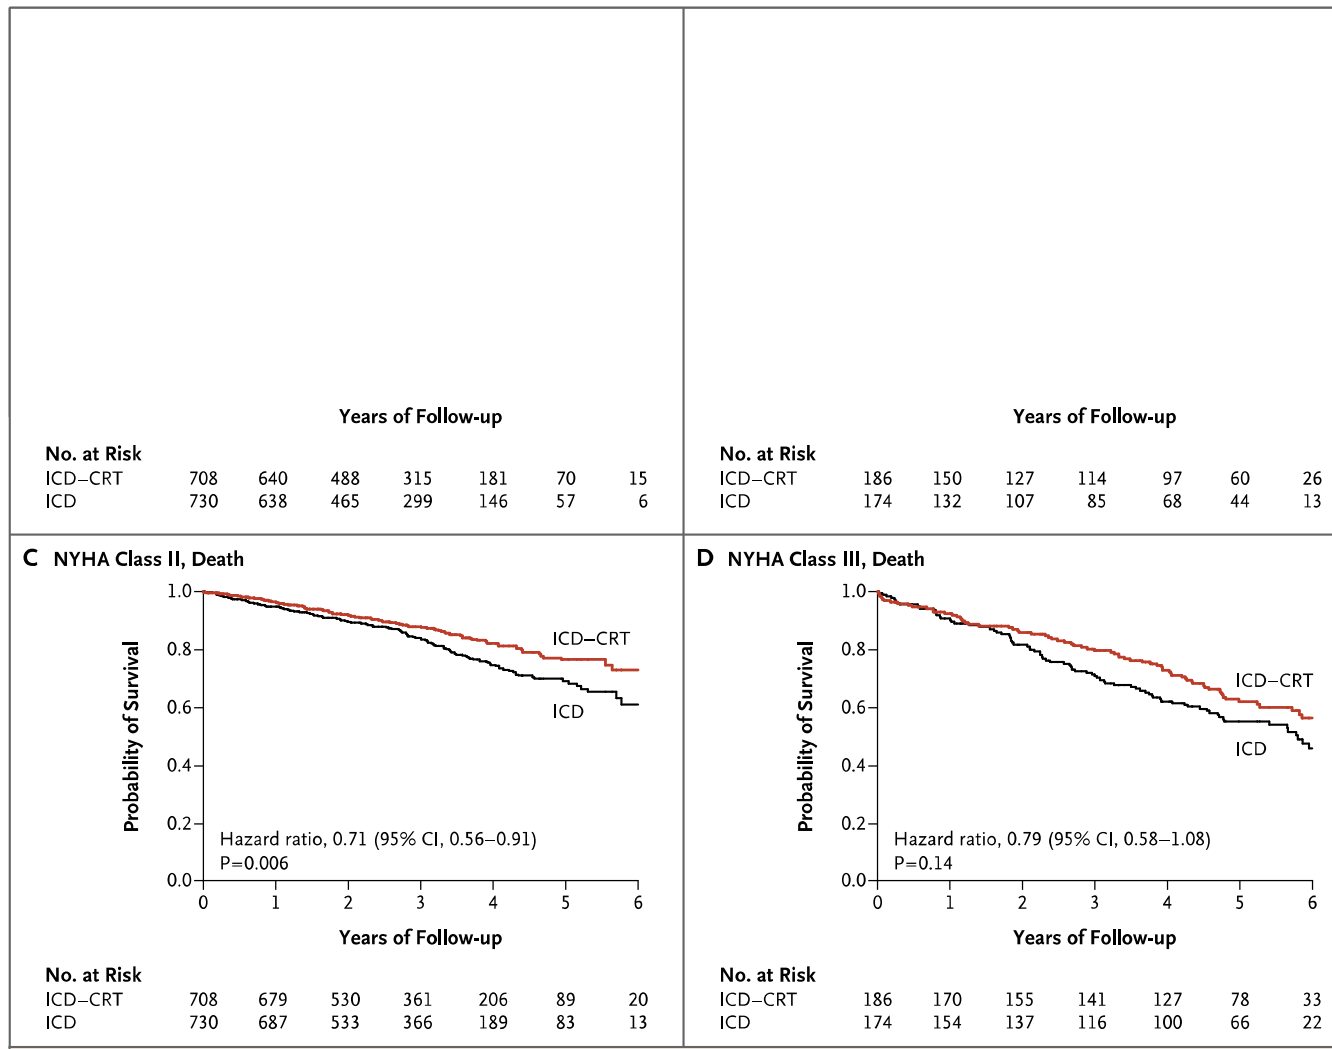 Years of Follow-up
No. at Risk
ICD–CRT 708 640 488 315 181 70 15
ICD 730 638 465 299 146 57 6
Years of Follow-up
No. at Risk
ICD–CRT 186 150 127 114 97 60 26
ICD 174 132 107 85 68 44 13
C NYHA Class II, Death
Probability of Survival
1.0
0.8
0.6
0.4
0.2
0.0
ICD–CRT
ICD
Hazard ratio, 0.71 (95% CI, 0.56–0.91)
P=0.006
0 1 2 3 4 5 6
Years of Follow-up
No. at Risk
ICD–CRT 708 679 530 361 206 89 20
ICD 730 687 533 366 189 83 13
D NYHA Class III, Death
Probability of Survival
1.0
0.8
0.6
0.4
0.2
0.0
ICD–CRT
ICD
Hazard ratio, 0.79 (95% CI, 0.58–1.08)
P=0.14
0 1 2 3 4 5 6
Years of Follow-up
No. at Risk
ICD–CRT 186 170 155 141 127 78 33
ICD 174 154 137 116 100 66 22